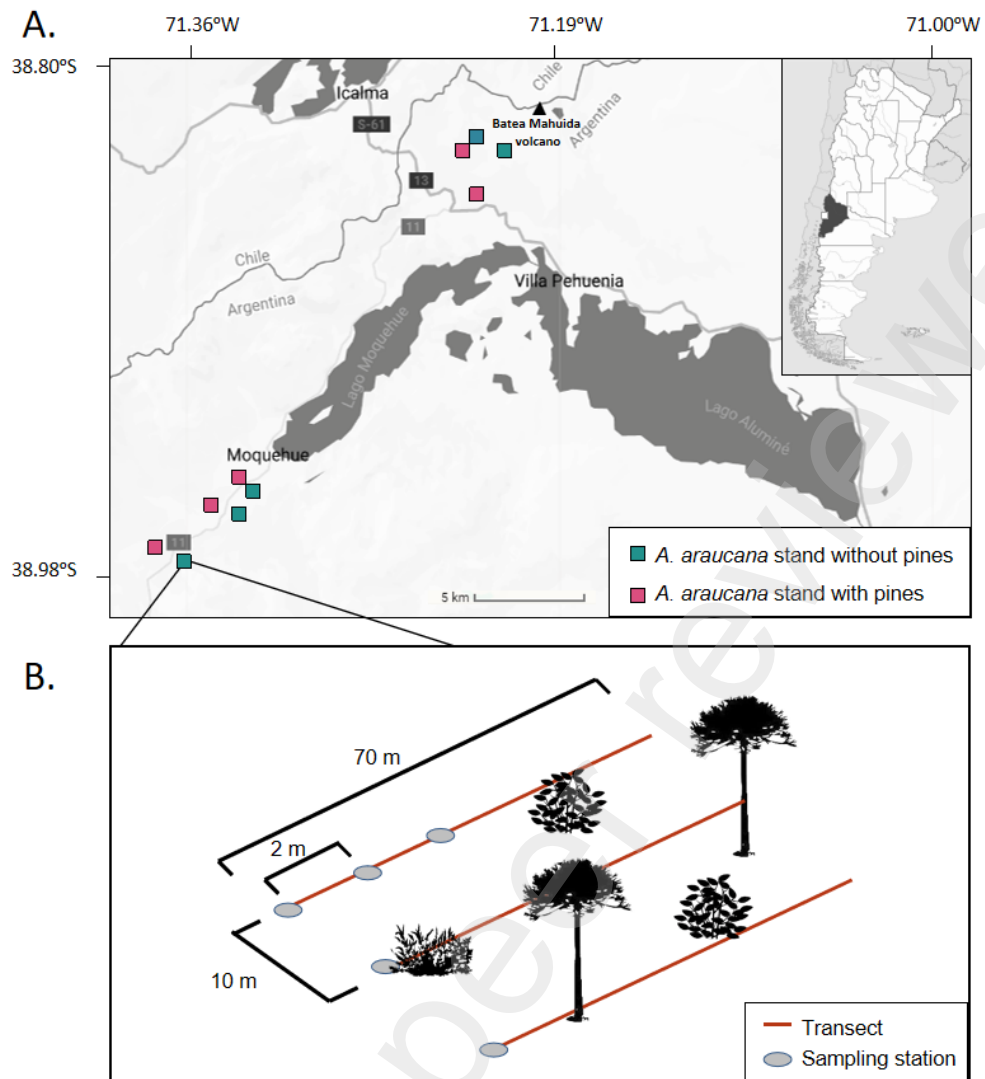 A.
71.36ºW
71.19ºW
71.00ºW
38.80ºS
Icalma
S-61
Chile
Argentina
Batea Mahuida
volcano
13
11
Chile
Argentina
Villa Pehuenia
Lago Moquehue
Lago Aluminé
Moquehue
11
38.98ºS
5 km
A. araucana stand without pines
A. araucana stand with pines
B.
70 m
2 m
10 m
Transect
Sampling station
peer review